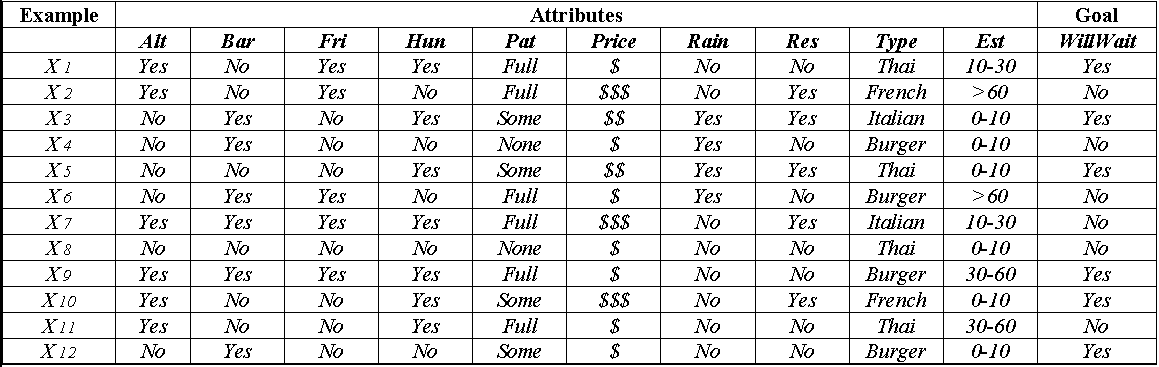 Example Attributes Goal
Alt Bar Fri Hun Pat Price Rain Res Type Est WillWait
X1 Yes No Yes Yes Full $ No No Thai 10-30 Yes
X2 Yes No Yes No Full $$$ No Yes French >60 No
X3 No Yes No Yes Some $$ Yes Yes Italian 0-10 Yes
X4 No Yes No No None $ Yes No Burger 0-10 No
X5 No No No Yes Some $$ Yes Yes Thai 0-10 Yes
X6 No Yes Yes No Full $ Yes No Burger >60 No
X7 Yes Yes Yes Yes Full $$$ No Yes Italian 10-30 No
X8 No No No No None $ No No Thai 0-10 No
X9 Yes Yes Yes Yes Full $ No No Burger 30-60 Yes
X10 Yes No No Yes Some $$$ No Yes French 0-10 Yes
X11 Yes No No Yes Full $ No No Thai 30-60 No
X12 No Yes No No Some $ No No Burger 0-10 Yes